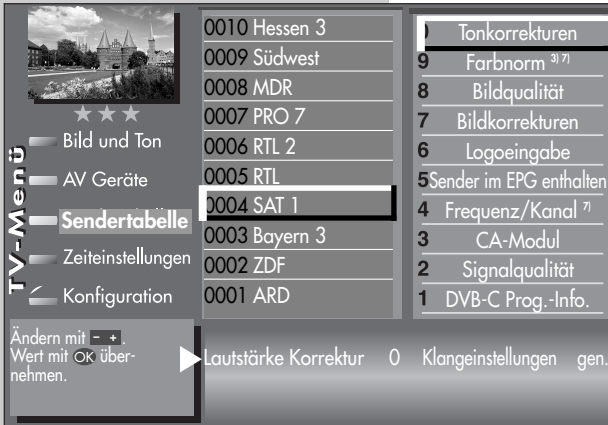 TV-Menü
Bild und Ton
AV Geräte
Sendertabelle
Zeiteinstellungen
Konfiguration
0010 Hessen 3
0009 Südwest
0008 MDR
0007 PRO 7
0006 RTL 2
0005 RTL
0004 SAT 1
0003 Bayern 3
0002 ZDF
0001 ARD
Tonkorrekturen
9 Farbnorm 3) 7)
8 Bildqualität
7 Bildkorrekturen
6 Logoeingabe
5 Sender im EPG enthalten
4 Frequenz/Kanal 7)
3 CA-Modul
2 Signalqualität
1 DVB-C Prog.-Info.
Ändern mit - + .
Wert mit OK über-
nehmen.
Lautstärke Korrektur 0 Klangeinstellungen gen.